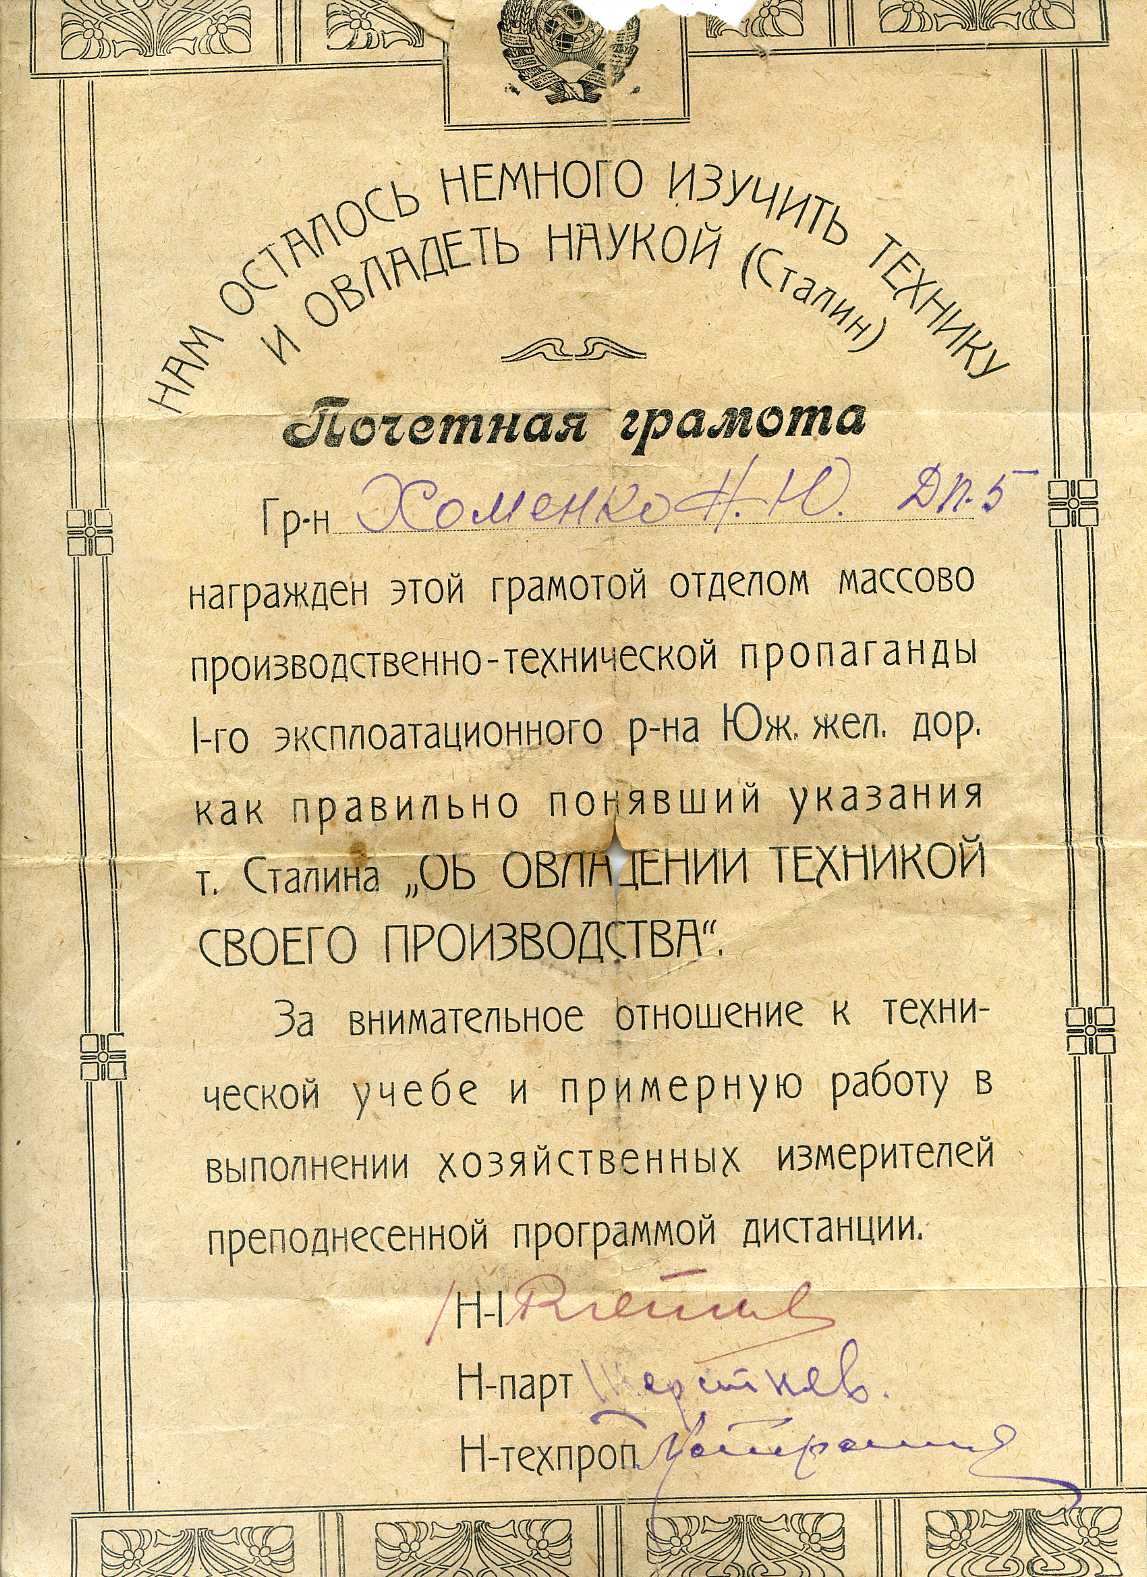 НАМ ОСТАЛОСЬ НЕМНОГО ИЗУЧИТЬ ТЕХНИКУ
И ОВЛАДЕТЬ НАУКОЙ (Сталин)
Почетная грамота
Гр-н Хоменко Н. Ю. ДП-5
награжден этой грамотой отделом массово
производственно-технической пропаганды
I-го эксплоатационного р-на Юж. жел. дор.
как правильно понявший указания
т. Сталина „ОБ ОВЛАДЕНИИ ТЕХНИКОЙ
СВОЕГО ПРОИЗВОДСТВА“.
За внимательное отношение к техни-
ческой учебе и примерную работу в
выполнении хозяйственных измерителей
преподнесенной программой дистанции.
Н-I
Н-парт
Н-техпроп